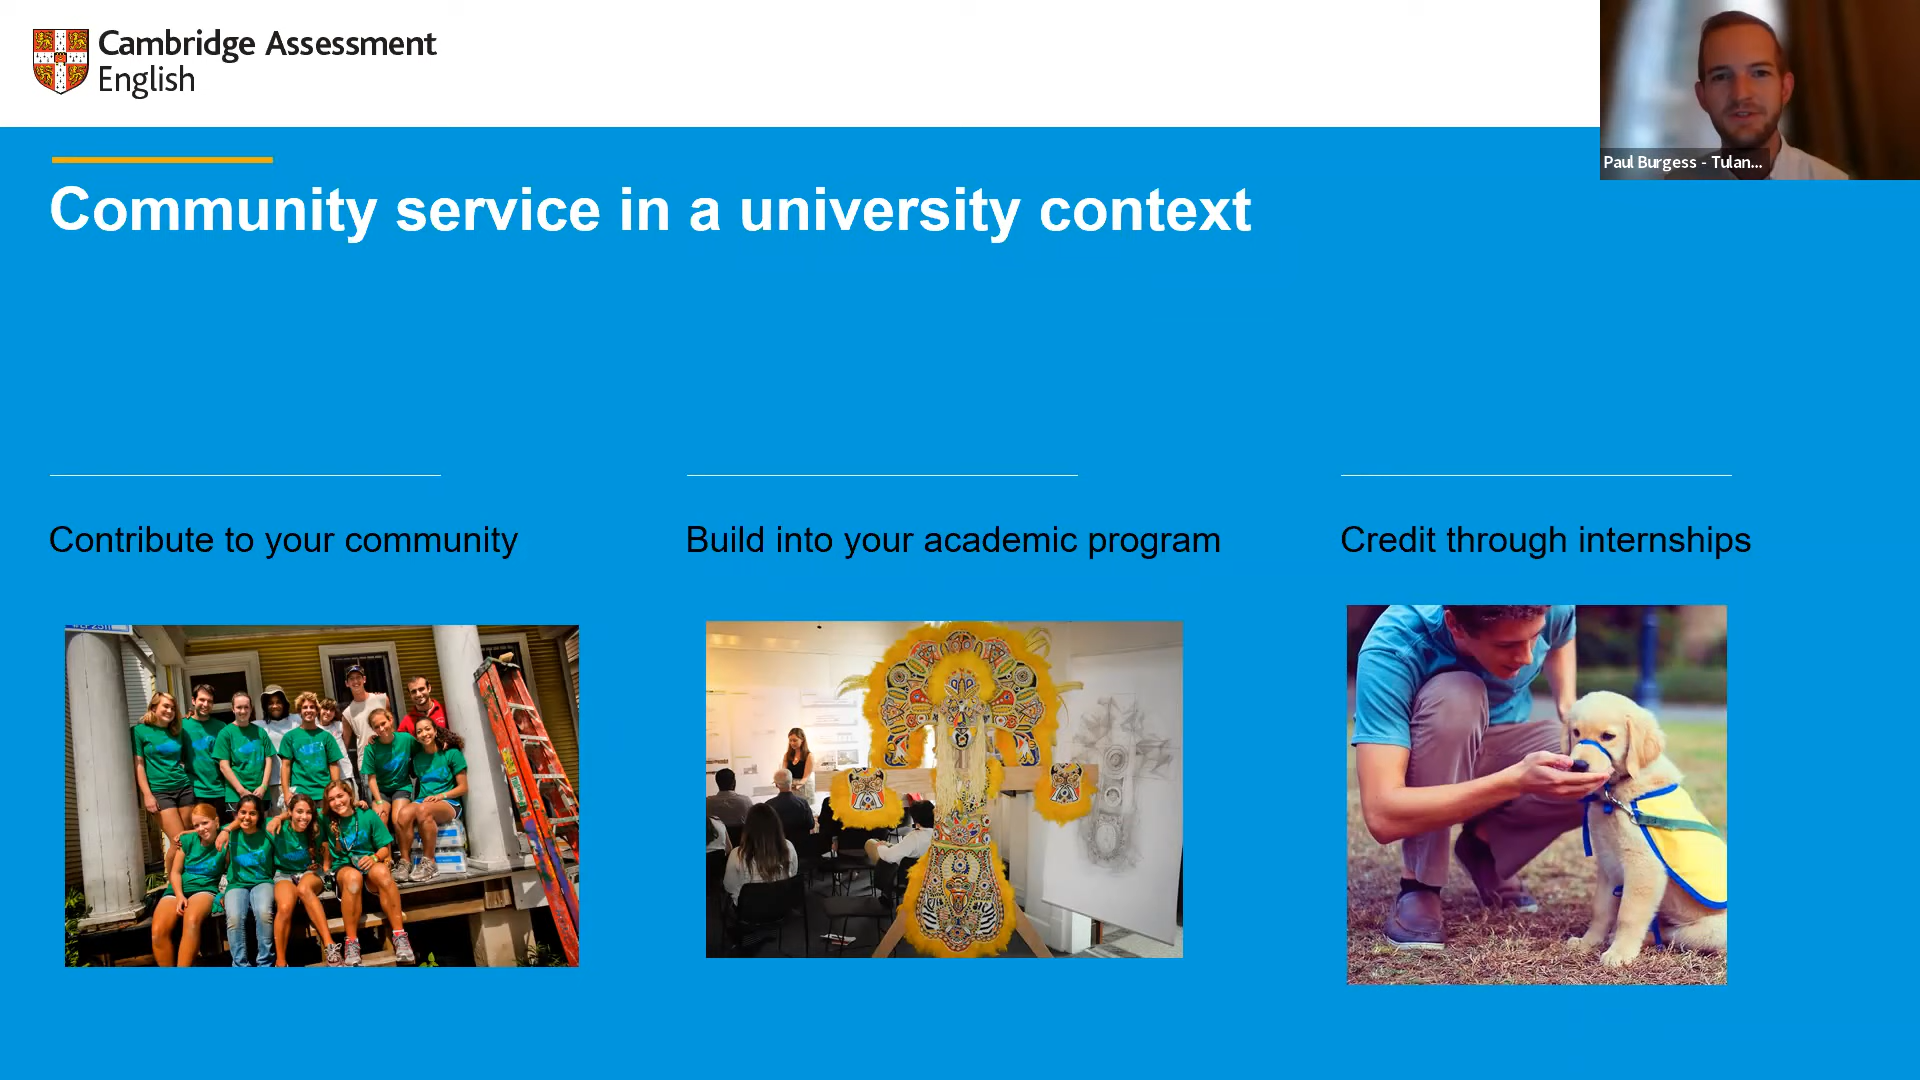 Cambridge Assessment
English
Paul Burgess - Tulan...
Community service in a university context
Contribute to your community
Build into your academic program
Credit through internships